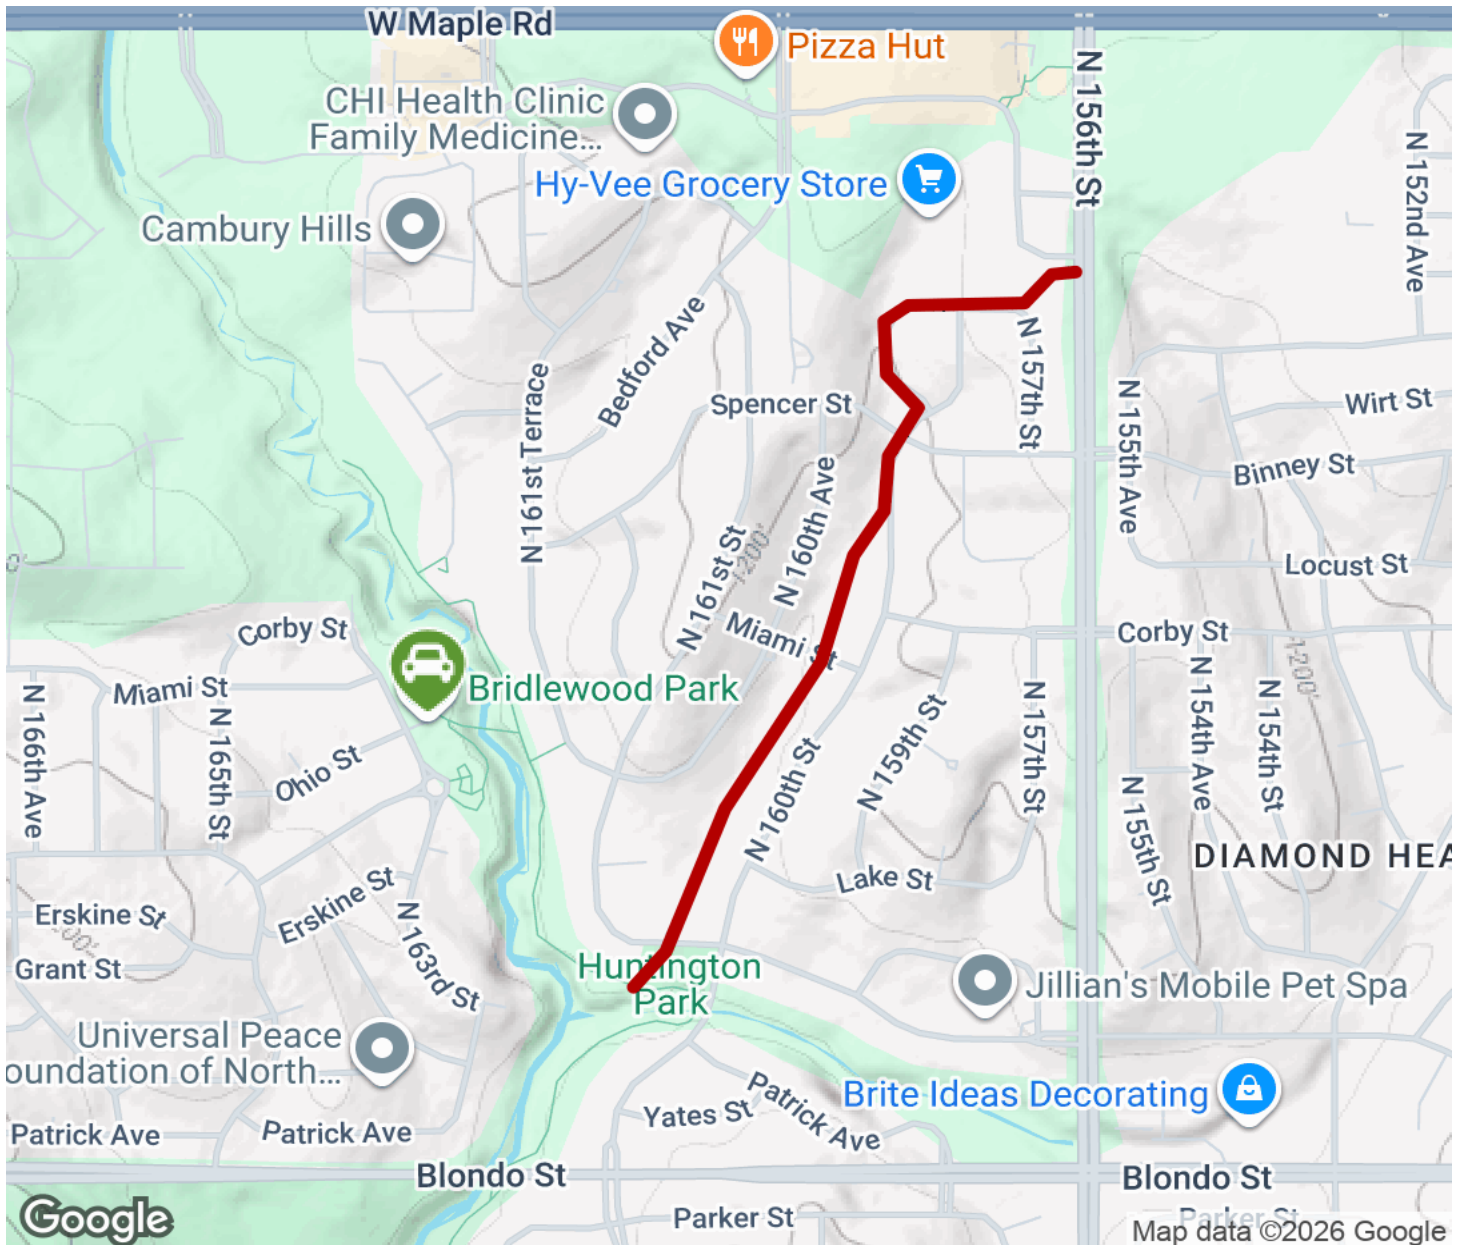 W Maple Rd
Pizza Hut
N 156th St
CHI Health Clinic
Family Medicine...
Hy-Vee Grocery Store
N 152nd Ave
Cambury Hills
Bedford Ave
N 157th St
N 161st Terrace
Spencer St
N 155th Ave
Wirt St
Binney St
N 160th Ave
N 161st St
1200'
Locust St
Miami St
Corby St
Corby St
1200'
Bridlewood Park
Miami St
N 166th Ave
N 165th St
Ohio St
N 160th St
N 159th St
N 157th St
N 154th Ave
N 154th St
N 155th St
DIAMOND HEA
Lake St
Erskine St
Erskine St
N 163rd St
Grant St
Huntington
Park
Jillian's Mobile Pet Spa
Universal Peace
oundation of North...
Brite Ideas Decorating
Patrick Ave
Patrick Ave
Yates St
Patrick Ave
Blondo St
Blondo St
Parker St
Parker St
Google
Map data ©2026 Google